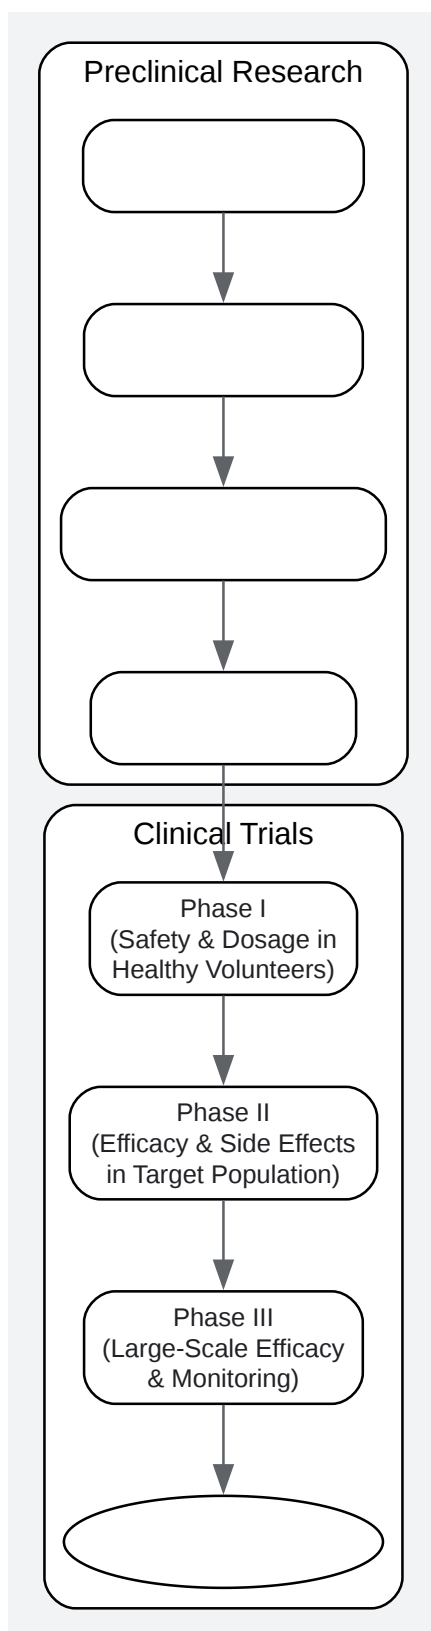 Preclinical Research
Clinical Trials
Phase I
(Safety & Dosage in
Healthy Volunteers)
Phase II
(Efficacy & Side Effects
in Target Population)
Phase III
(Large-Scale Efficacy
& Monitoring)